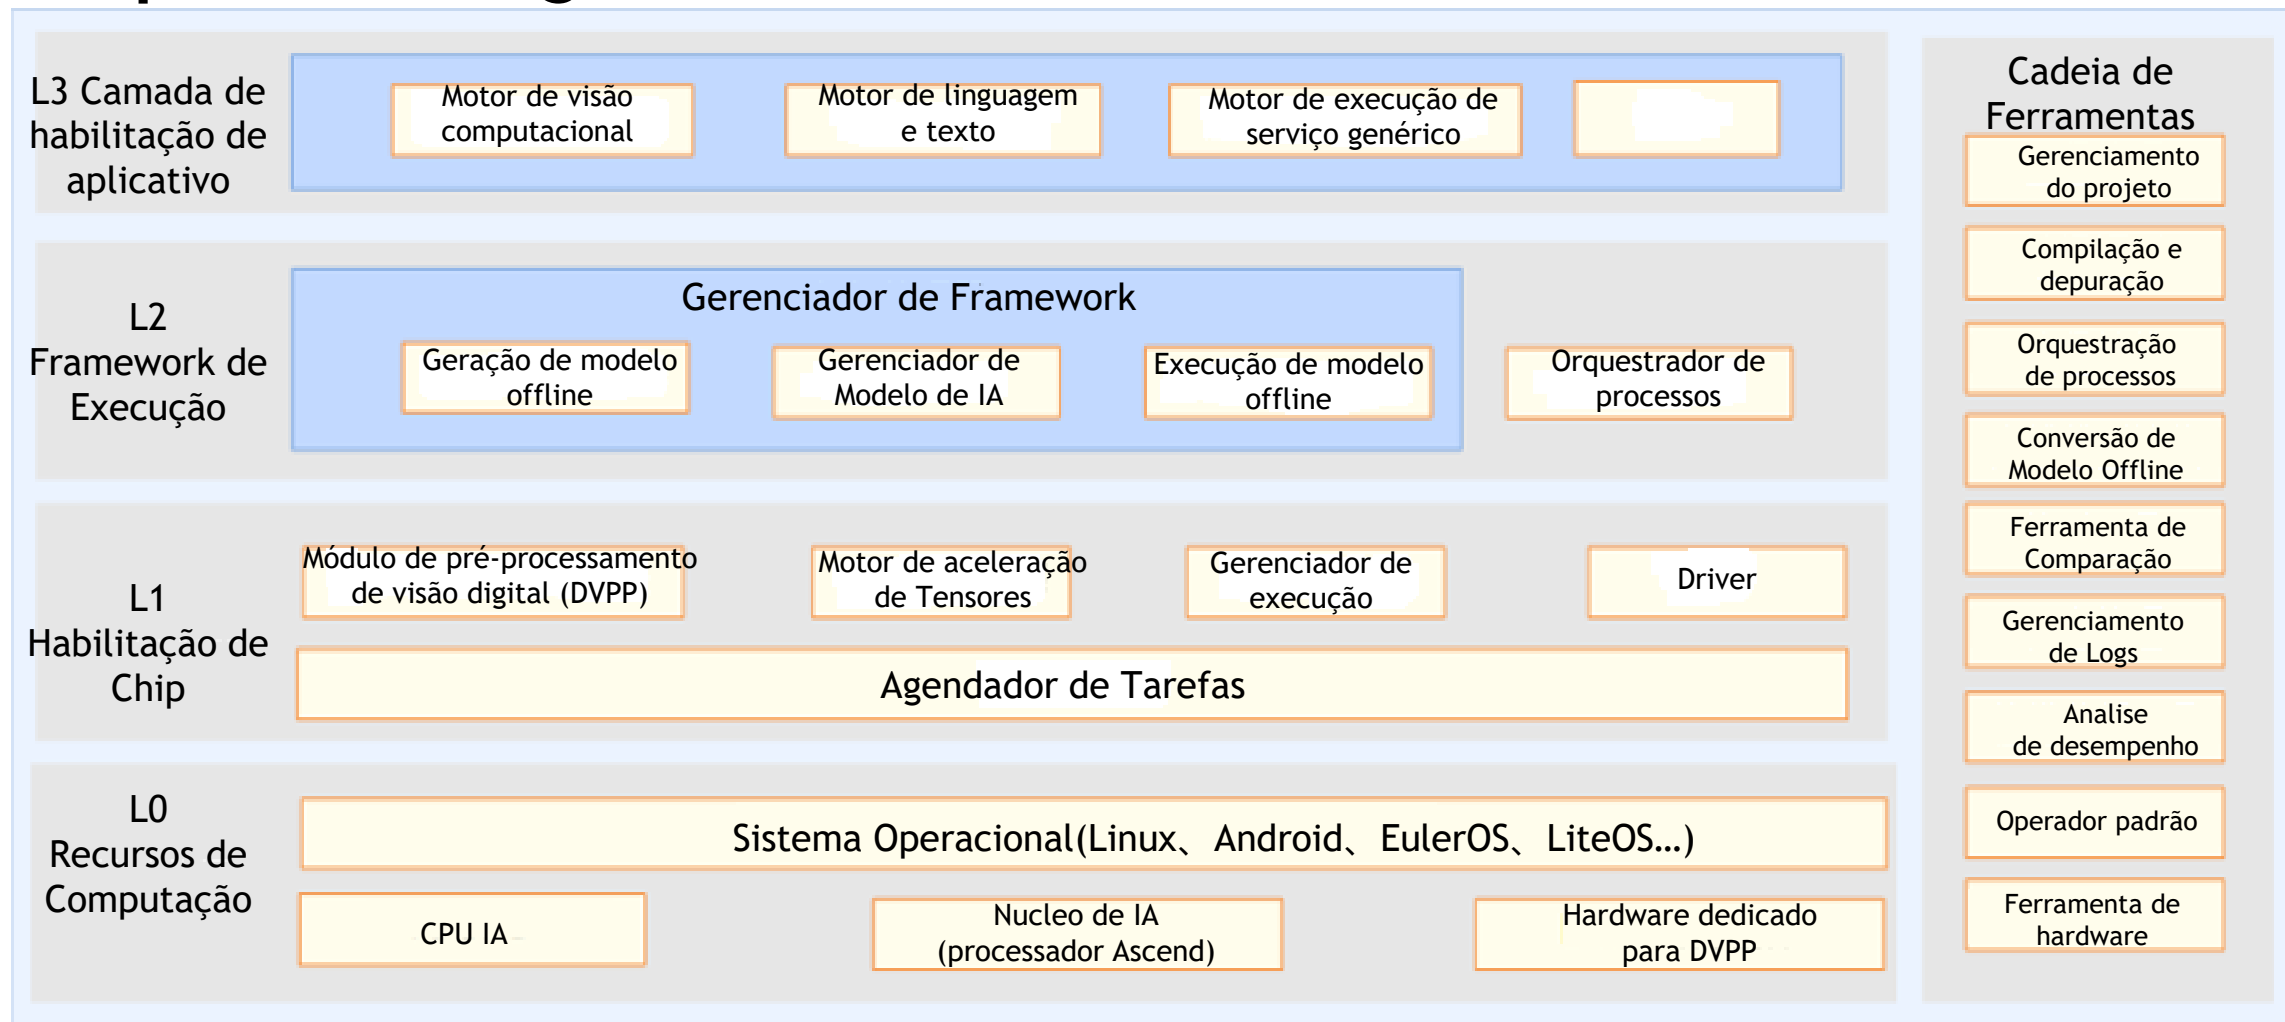 L3 Camada de
habilitação de
aplicativo
Motor de visão
computacional
Motor de linguagem
e texto
Motor de execução de
serviço genérico
L2
Framework de
Execução
Gerenciador de Framework
Geração de modelo
offline
Gerenciador de
Modelo de IA
Execução de modelo
offline
Orquestrador de
processos
L1
Habilitação de
Chip
Módulo de pré-processamento
de visão digital (DVPP)
Motor de aceleração
de Tensores
Gerenciador de
execução
Driver
Agendador de Tarefas
L0
Recursos de
Computação
Sistema Operacional(Linux、Android、EulerOS、LiteOS…)
CPU IA
Nucleo de IA
(processador Ascend)
Hardware dedicado
para DVPP
Cadeia de
Ferramentas
Gerenciamento
do projeto
Compilação e
depuração
Orquestração
de processos
Conversão de
Modelo Offline
Ferramenta de
Comparação
Gerenciamento
de Logs
Analise
de desempenho
Operador padrão
Ferramenta de
hardware